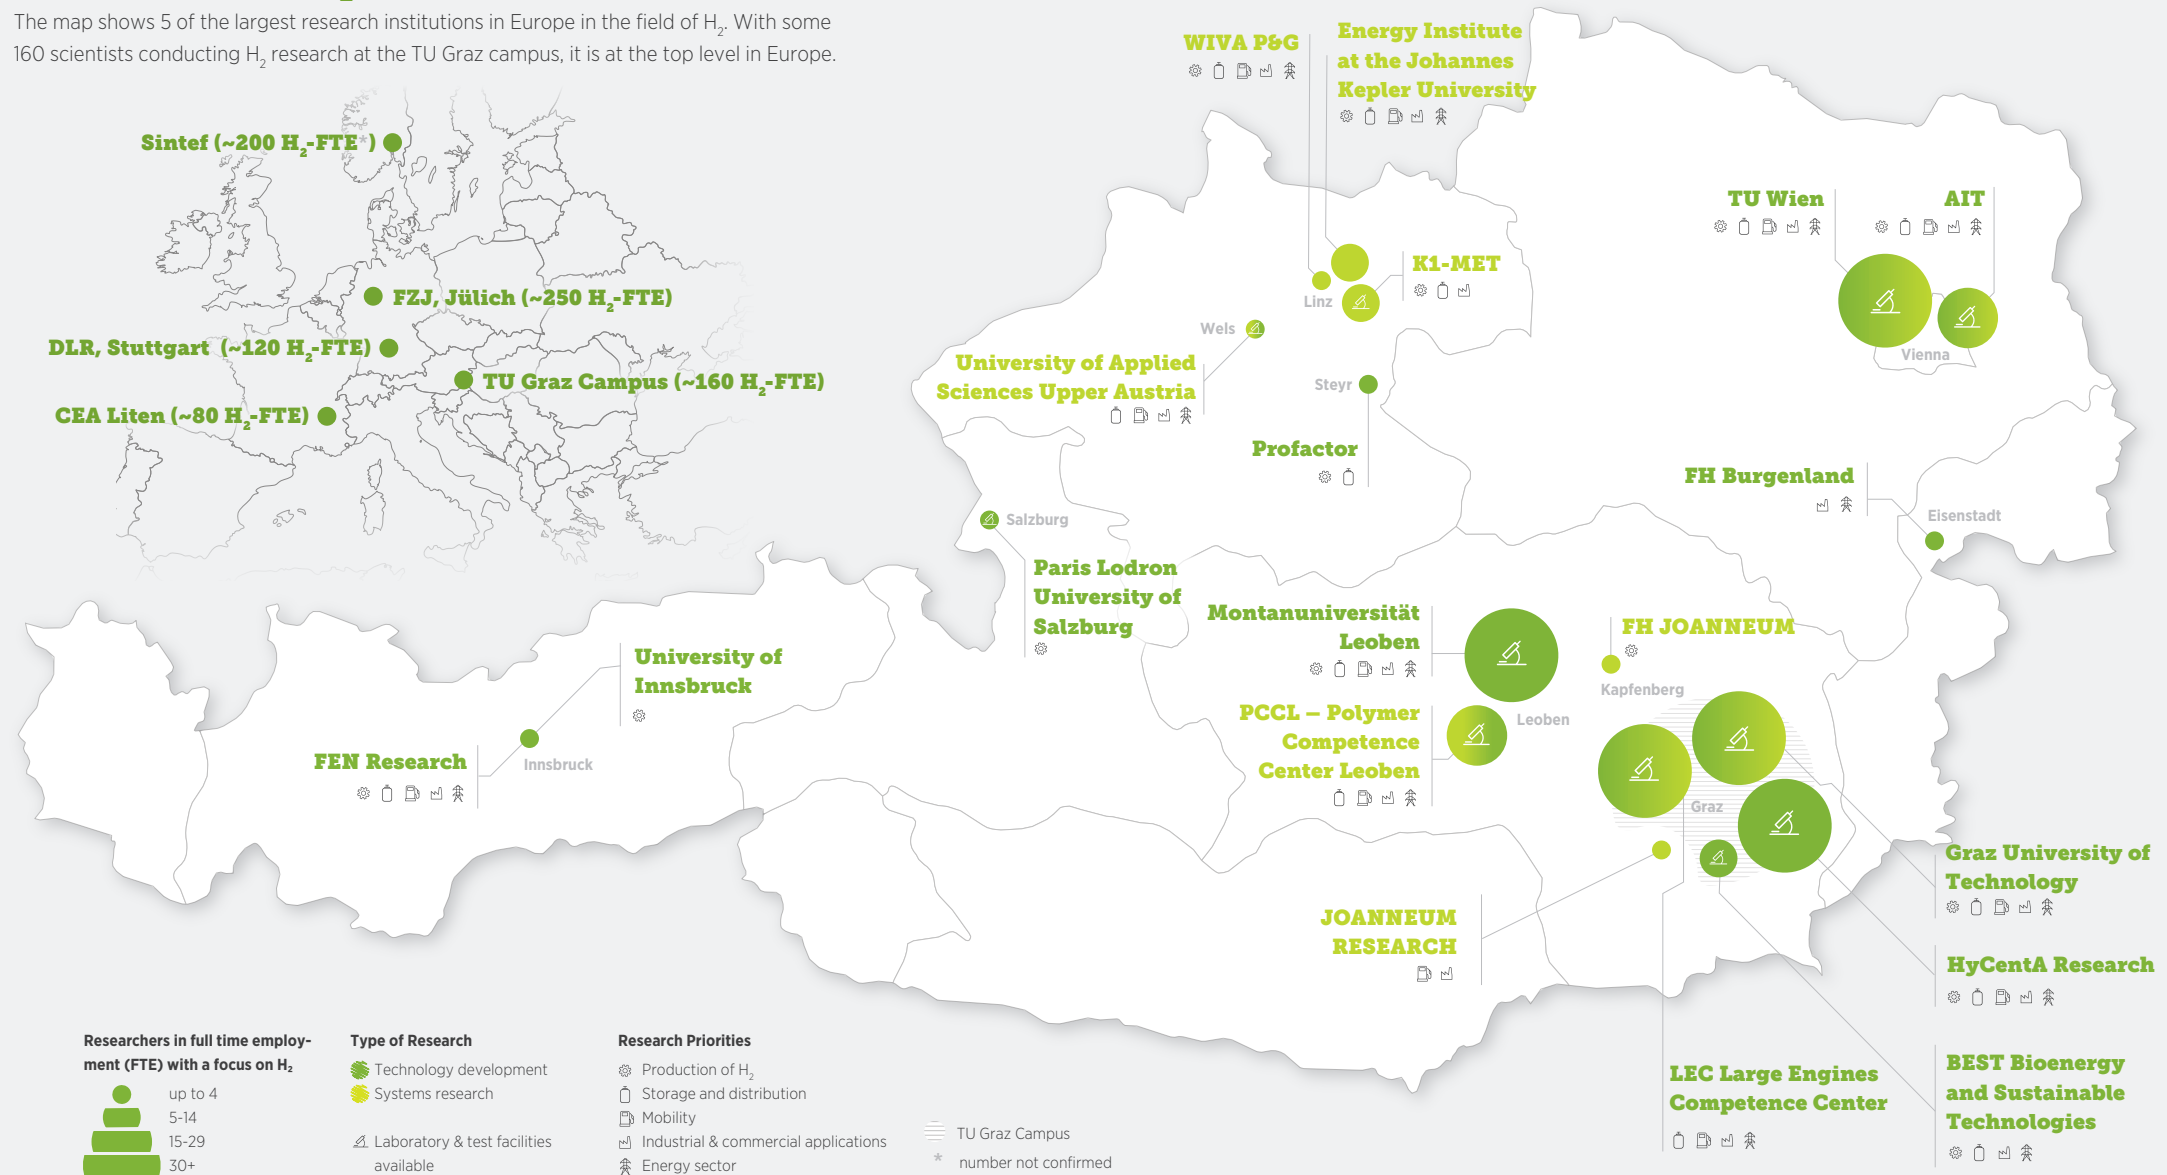 The map shows 5 of the largest research institutions in Europe in the field of H₂. With some
160 scientists conducting H₂ research at the TU Graz campus, it is at the top level in Europe.
Sintef (~200 H₂-FTE*)
FZJ, Jülich (~250 H₂-FTE)
DLR, Stuttgart (~120 H₂-FTE)
TU Graz Campus (~160 H₂-FTE)
CEA Liten (~80 H₂-FTE)
WIVA P&G
Energy Institute
at the Johannes
Kepler University
K1-MET
Linz
Wels
University of Applied
Sciences Upper Austria
Steyr
Profactor
TU Wien
AIT
Vienna
FH Burgenland
Eisenstadt
Salzburg
Paris Lodron
University of
Salzburg
University of
Innsbruck
FEN Research
Innsbruck
Montanuniversität
Leoben
PCCL – Polymer
Competence
Center Leoben
Leoben
FH JOANNEUM
Kapfenberg
Graz
JOANNEUM
RESEARCH
Graz University of
Technology
HyCentA Research
LEC Large Engines
Competence Center
BEST Bioenergy
and Sustainable
Technologies
Researchers in full time employ-
ment (FTE) with a focus on H₂
up to 4
5-14
15-29
30+
Type of Research
Technology development
Systems research
Laboratory & test facilities
available
Research Priorities
Production of H₂
Storage and distribution
Mobility
Industrial & commercial applications
Energy sector
TU Graz Campus
* number not confirmed